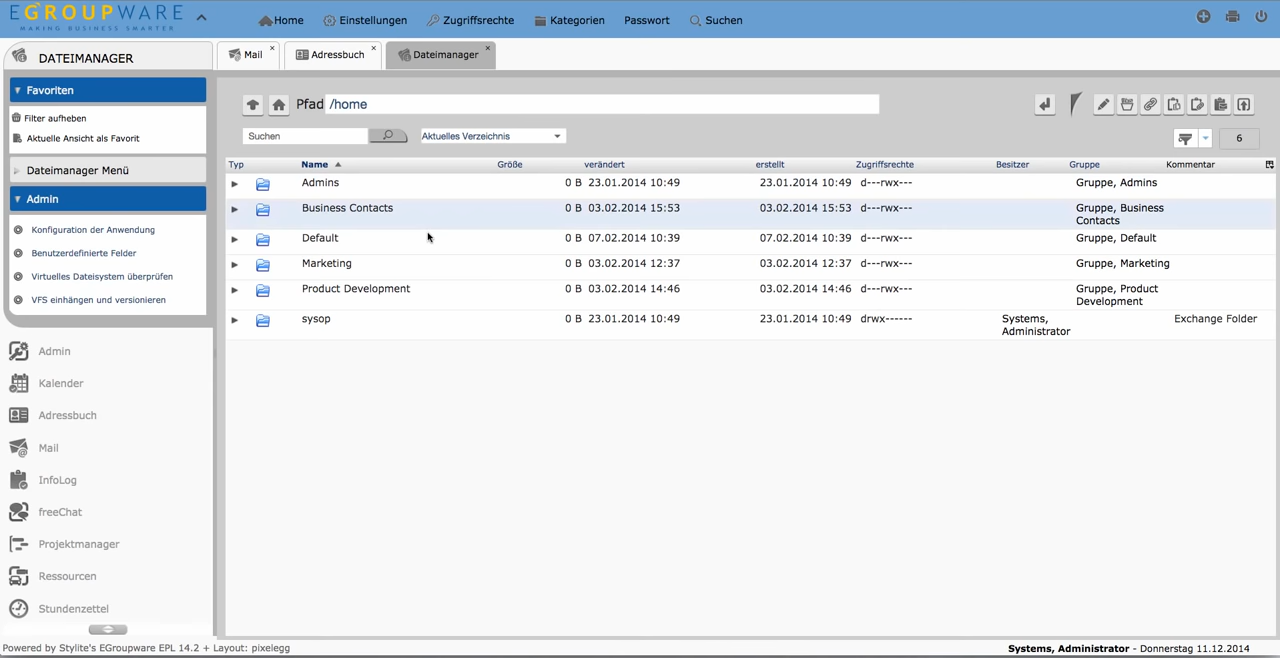 EGROUPWARE
MAKING BUSINESS SMARTER
Home Einstellungen Zugriffsrechte Kategorien Passwort Suchen
DATEIMANAGER
Mail x Adressbuch x Dateimanager x
Favoriten
Filter aufheben
Aktuelle Ansicht als Favorit
Dateimanager Menü
Admin
Konfiguration der Anwendung
Benutzerdefinierte Felder
Virtuelles Dateisystem überprüfen
VFS einhängen und versionieren
Admin
Kalender
Adressbuch
Mail
InfoLog
freeChat
Projektmanager
Ressourcen
Stundenzettel
Pfad /home
Suchen Aktuelles Verzeichnis 6
Typ Name Größe verändert erstellt Zugriffsrechte Besitzer Gruppe Kommentar
Admins 0 B 23.01.2014 10:49 23.01.2014 10:49 d---rwx--- Gruppe, Admins
Business Contacts 0 B 03.02.2014 15:53 03.02.2014 15:53 d---rwx--- Gruppe, Business
Contacts
Default 0 B 07.02.2014 10:39 07.02.2014 10:39 d---rwx--- Gruppe, Default
Marketing 0 B 03.02.2014 12:37 03.02.2014 12:37 d---rwx--- Gruppe, Marketing
Product Development 0 B 03.02.2014 14:46 03.02.2014 14:46 d---rwx--- Gruppe, Product
Development
sysop 0 B 23.01.2014 10:49 23.01.2014 10:49 drwx------ Systems, Exchange Folder
Administrator
Powered by Stylite's EGroupware EPL 14.2 + Layout: pixelegg
Systems, Administrator - Donnerstag 11.12.2014